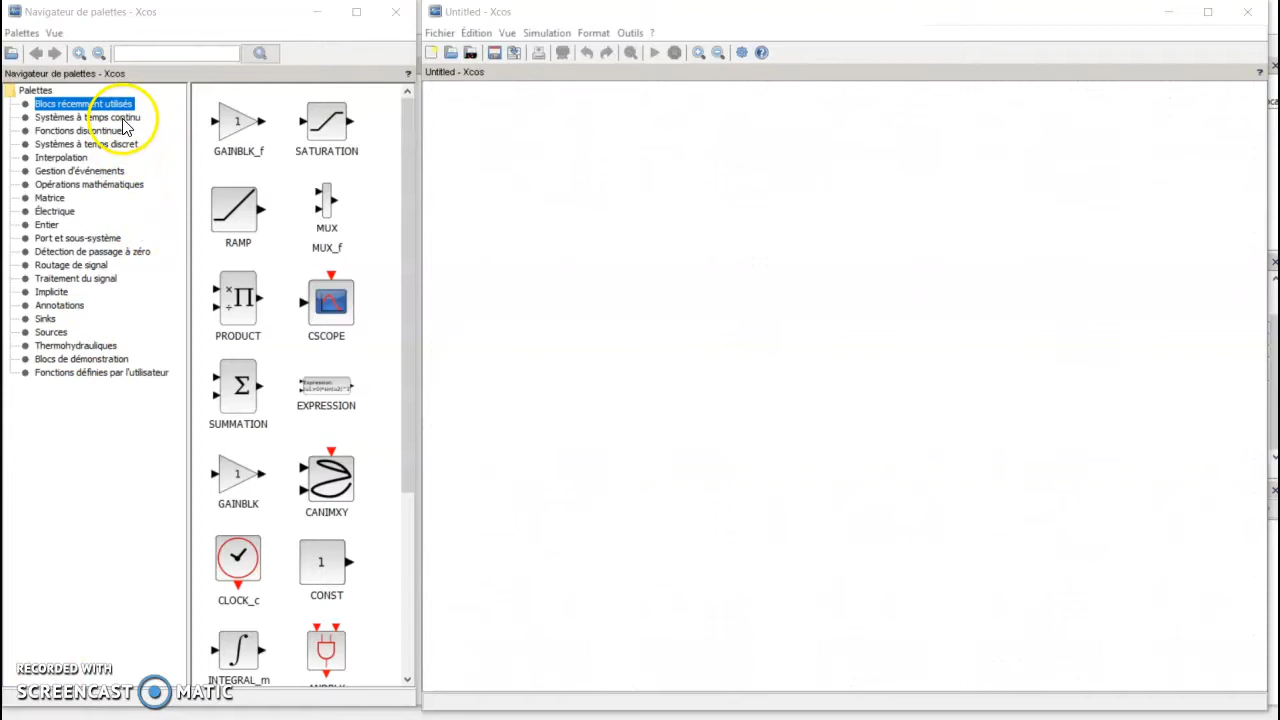 Navigateur de palettes - Xcos
Palettes Vue
Navigateur de palettes - Xcos ?
Palettes
Blocs récemment utilisés
Systèmes à temps continu
Fonctions discontinues
Systèmes à temps discret
Interpolation
Gestion d'événements
Opérations mathématiques
Matrice
Électrique
Entier
Port et sous-système
Détection de passage à zéro
Routage de signal
Traitement du signal
Implicite
Annotations
Sinks
Sources
Thermohydrauliques
Blocs de démonstration
Fonctions définies par l'utilisateur
1
GAINBLK_f
SATURATION
RAMP
MUX
MUX_f
× Π ÷
PRODUCT
CSCOPE
Σ
SUMMATION
Expression:
EXPRESSION
1
GAINBLK
CANIMXY
CLOCK_c
1
CONST
∫
INTEGRAL_m
Untitled - Xcos
Fichier Édition Vue Simulation Format Outils ?
Untitled - Xcos ?
RECORDED WITH
SCREENCAST MATIC